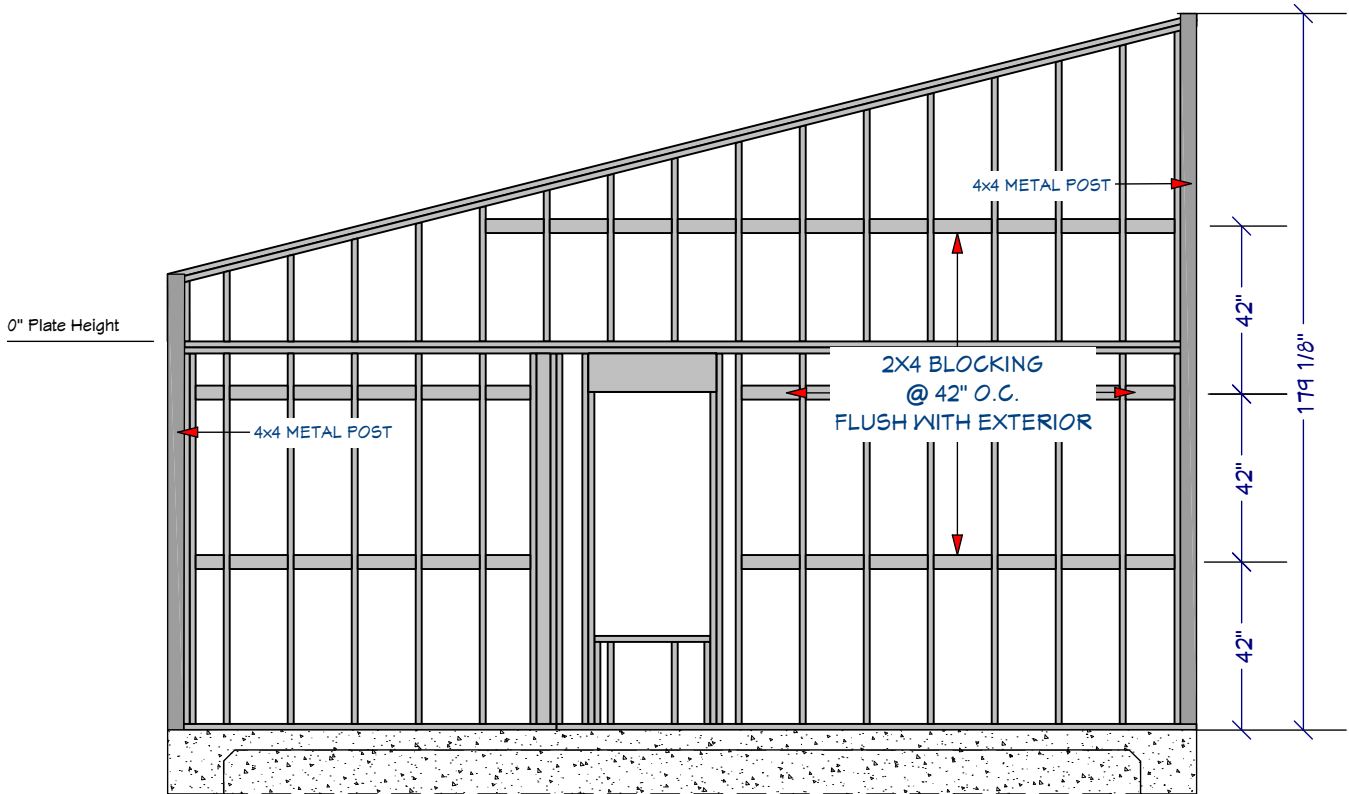 4x4 METAL POST
42"
179 1/8"
0" Plate Height
2X4 BLOCKING
@ 42" O.C.
FLUSH WITH EXTERIOR
4x4 METAL POST
42"
42"